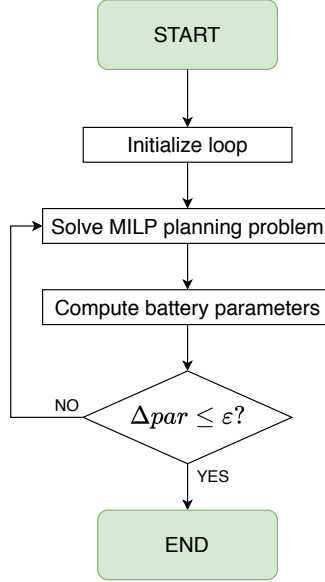 START
Initialize loop
Solve MILP planning problem
Compute battery parameters
Δpar ≤ ε?
NO
YES
END